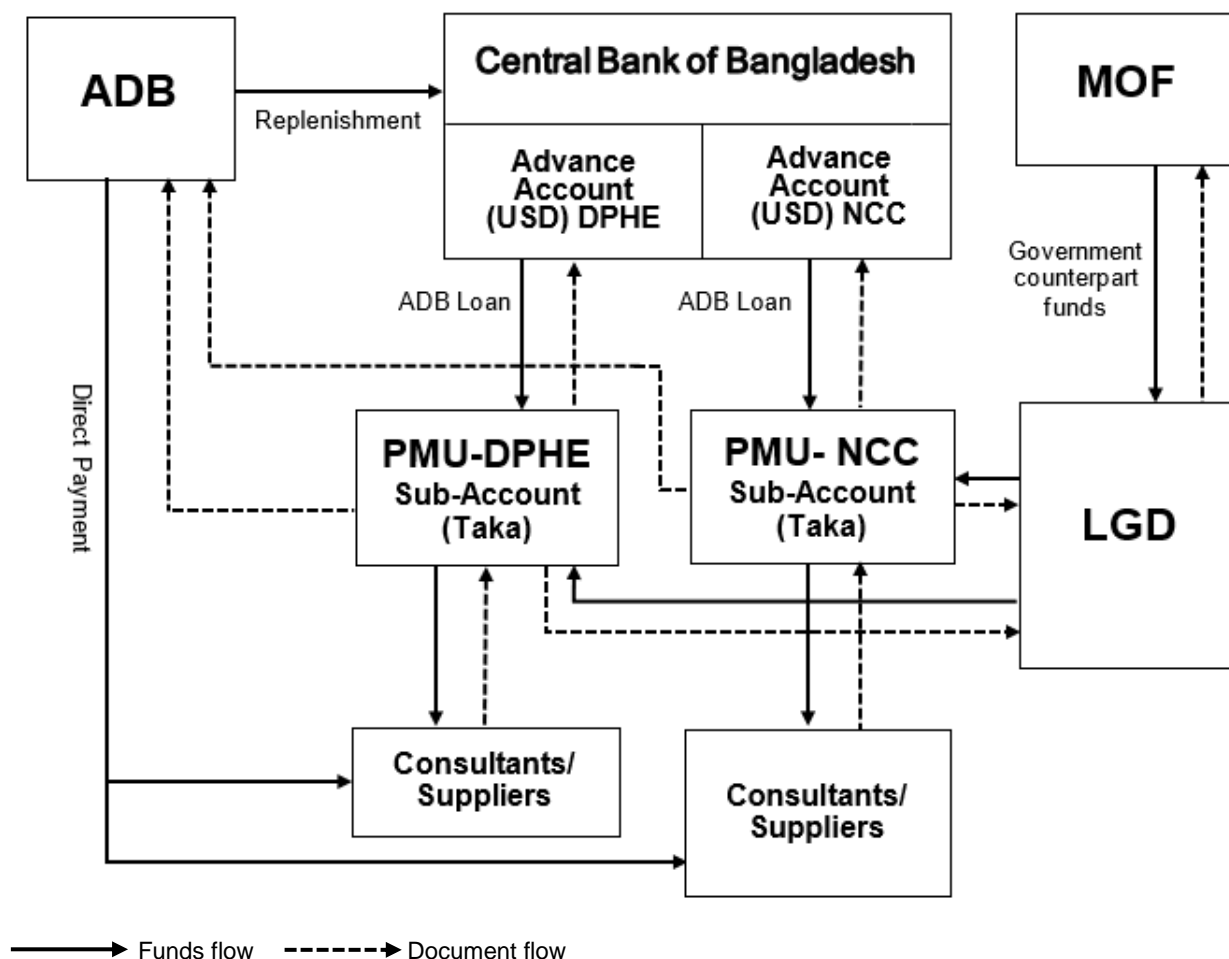 ADB
Replenishment
Central Bank of Bangladesh
Advance
Account
(USD) DPHE
Advance
Account
(USD) NCC
MOF
ADB Loan
ADB Loan
Government
counterpart
funds
Direct Payment
PMU-DPHE
Sub-Account
(Taka)
PMU- NCC
Sub-Account
(Taka)
LGD
Consultants/
Suppliers
Consultants/
Suppliers
Funds flow
Document flow